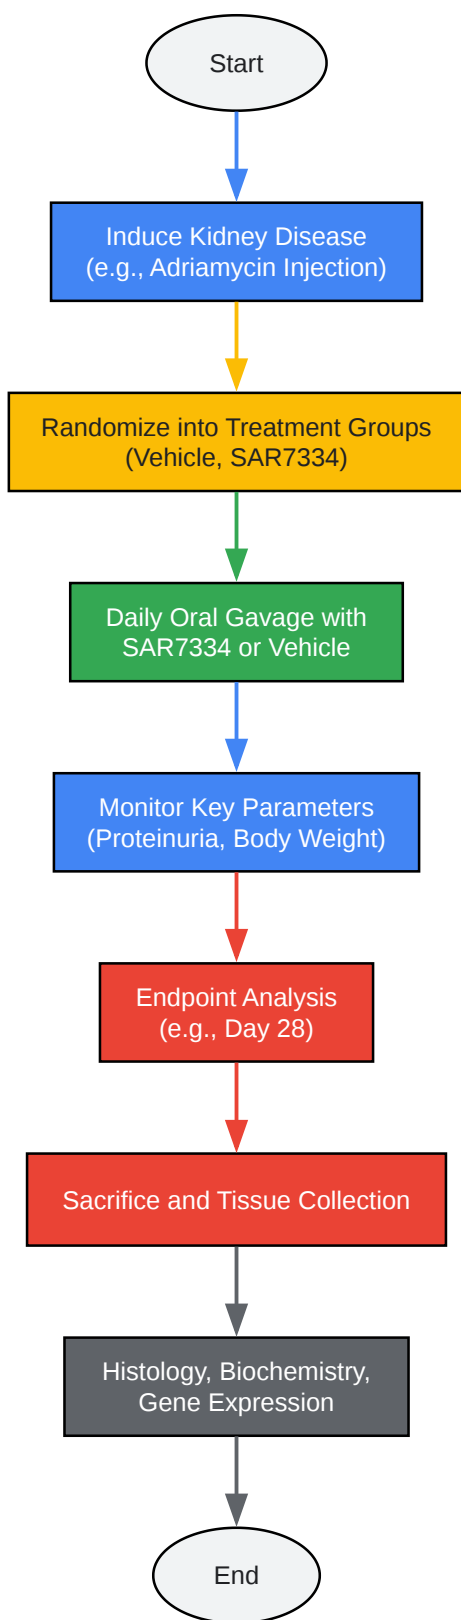 Start
Induce Kidney Disease
(e.g., Adriamycin Injection)
Randomize into Treatment Groups
(Vehicle, SAR7334)
Daily Oral Gavage with
SAR7334 or Vehicle
Monitor Key Parameters
(Proteinuria, Body Weight)
Endpoint Analysis
(e.g., Day 28)
Sacrifice and Tissue Collection
Histology, Biochemistry,
Gene Expression
End